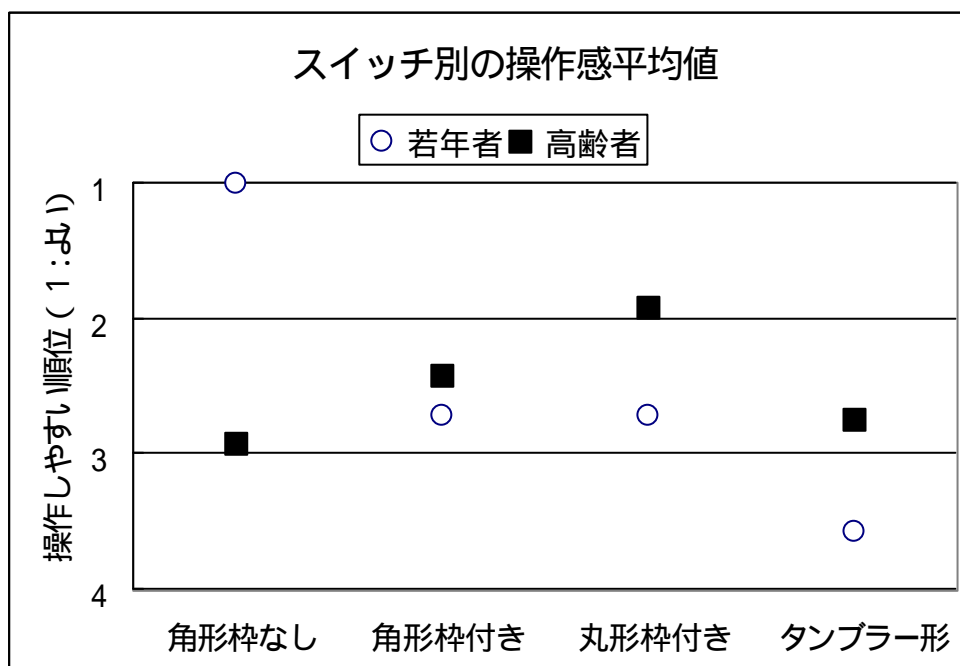 スイッチ別の操作感平均値
若年者 高齢者
操作しやすい順位(1:よい)
1
2
3
4
角形枠なし 角形枠付き 丸形枠付き タンブラー形